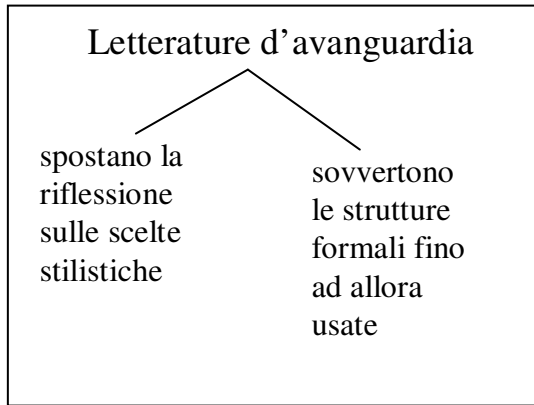 Letterature d'avanguardia
spostano la
riflessione
sulle scelte
stilistiche
sovvertono
le strutture
formali fino
ad allora
usate